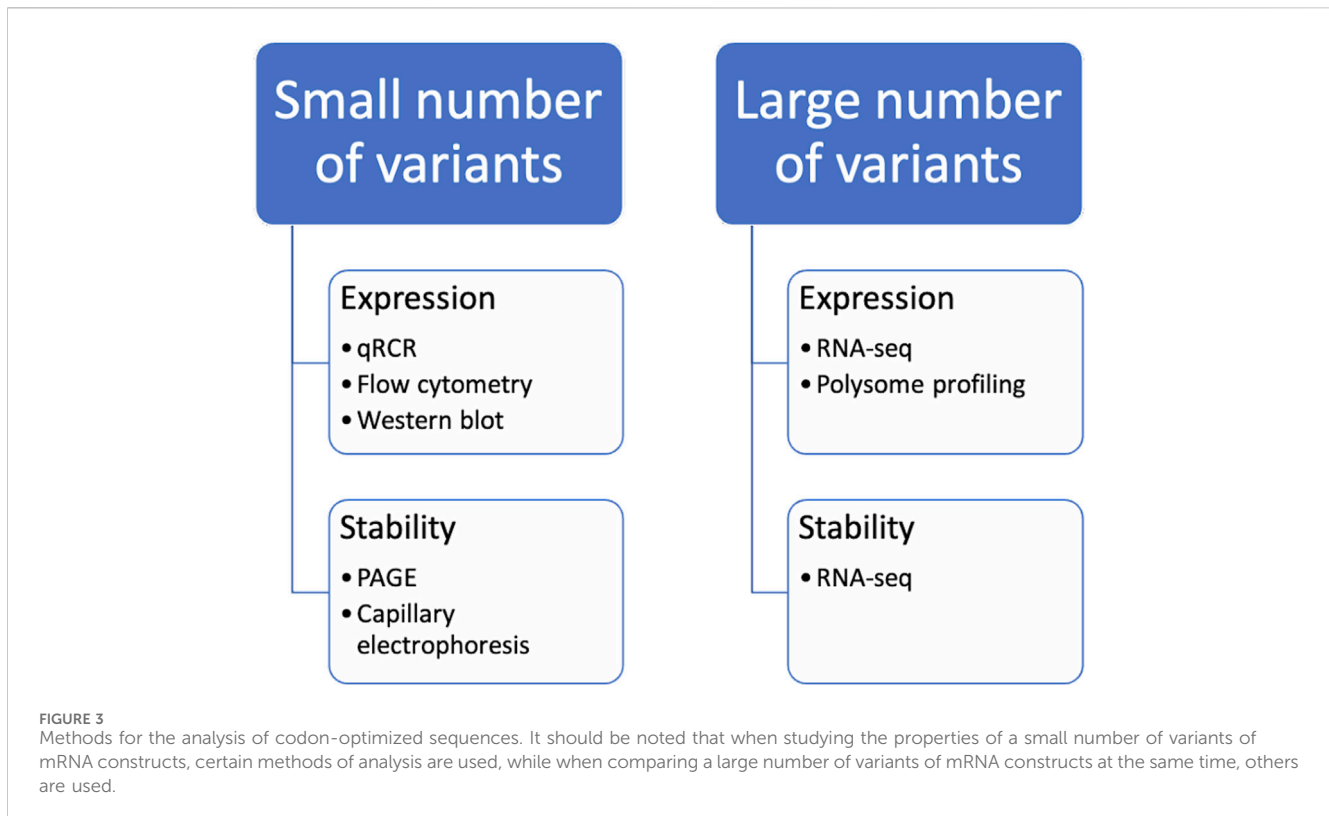 Small number
of variants
Expression
• qRCR
• Flow cytometry
• Western blot
Stability
• PAGE
• Capillary
electrophoresis
Large number
of variants
Expression
• RNA-seq
• Polysome profiling
Stability
• RNA-seq
FIGURE 3
Methods for the analysis of codon-optimized sequences. It should be noted that when studying the properties of a small number of variants of
mRNA constructs, certain methods of analysis are used, while when comparing a large number of variants of mRNA constructs at the same time, others
are used.